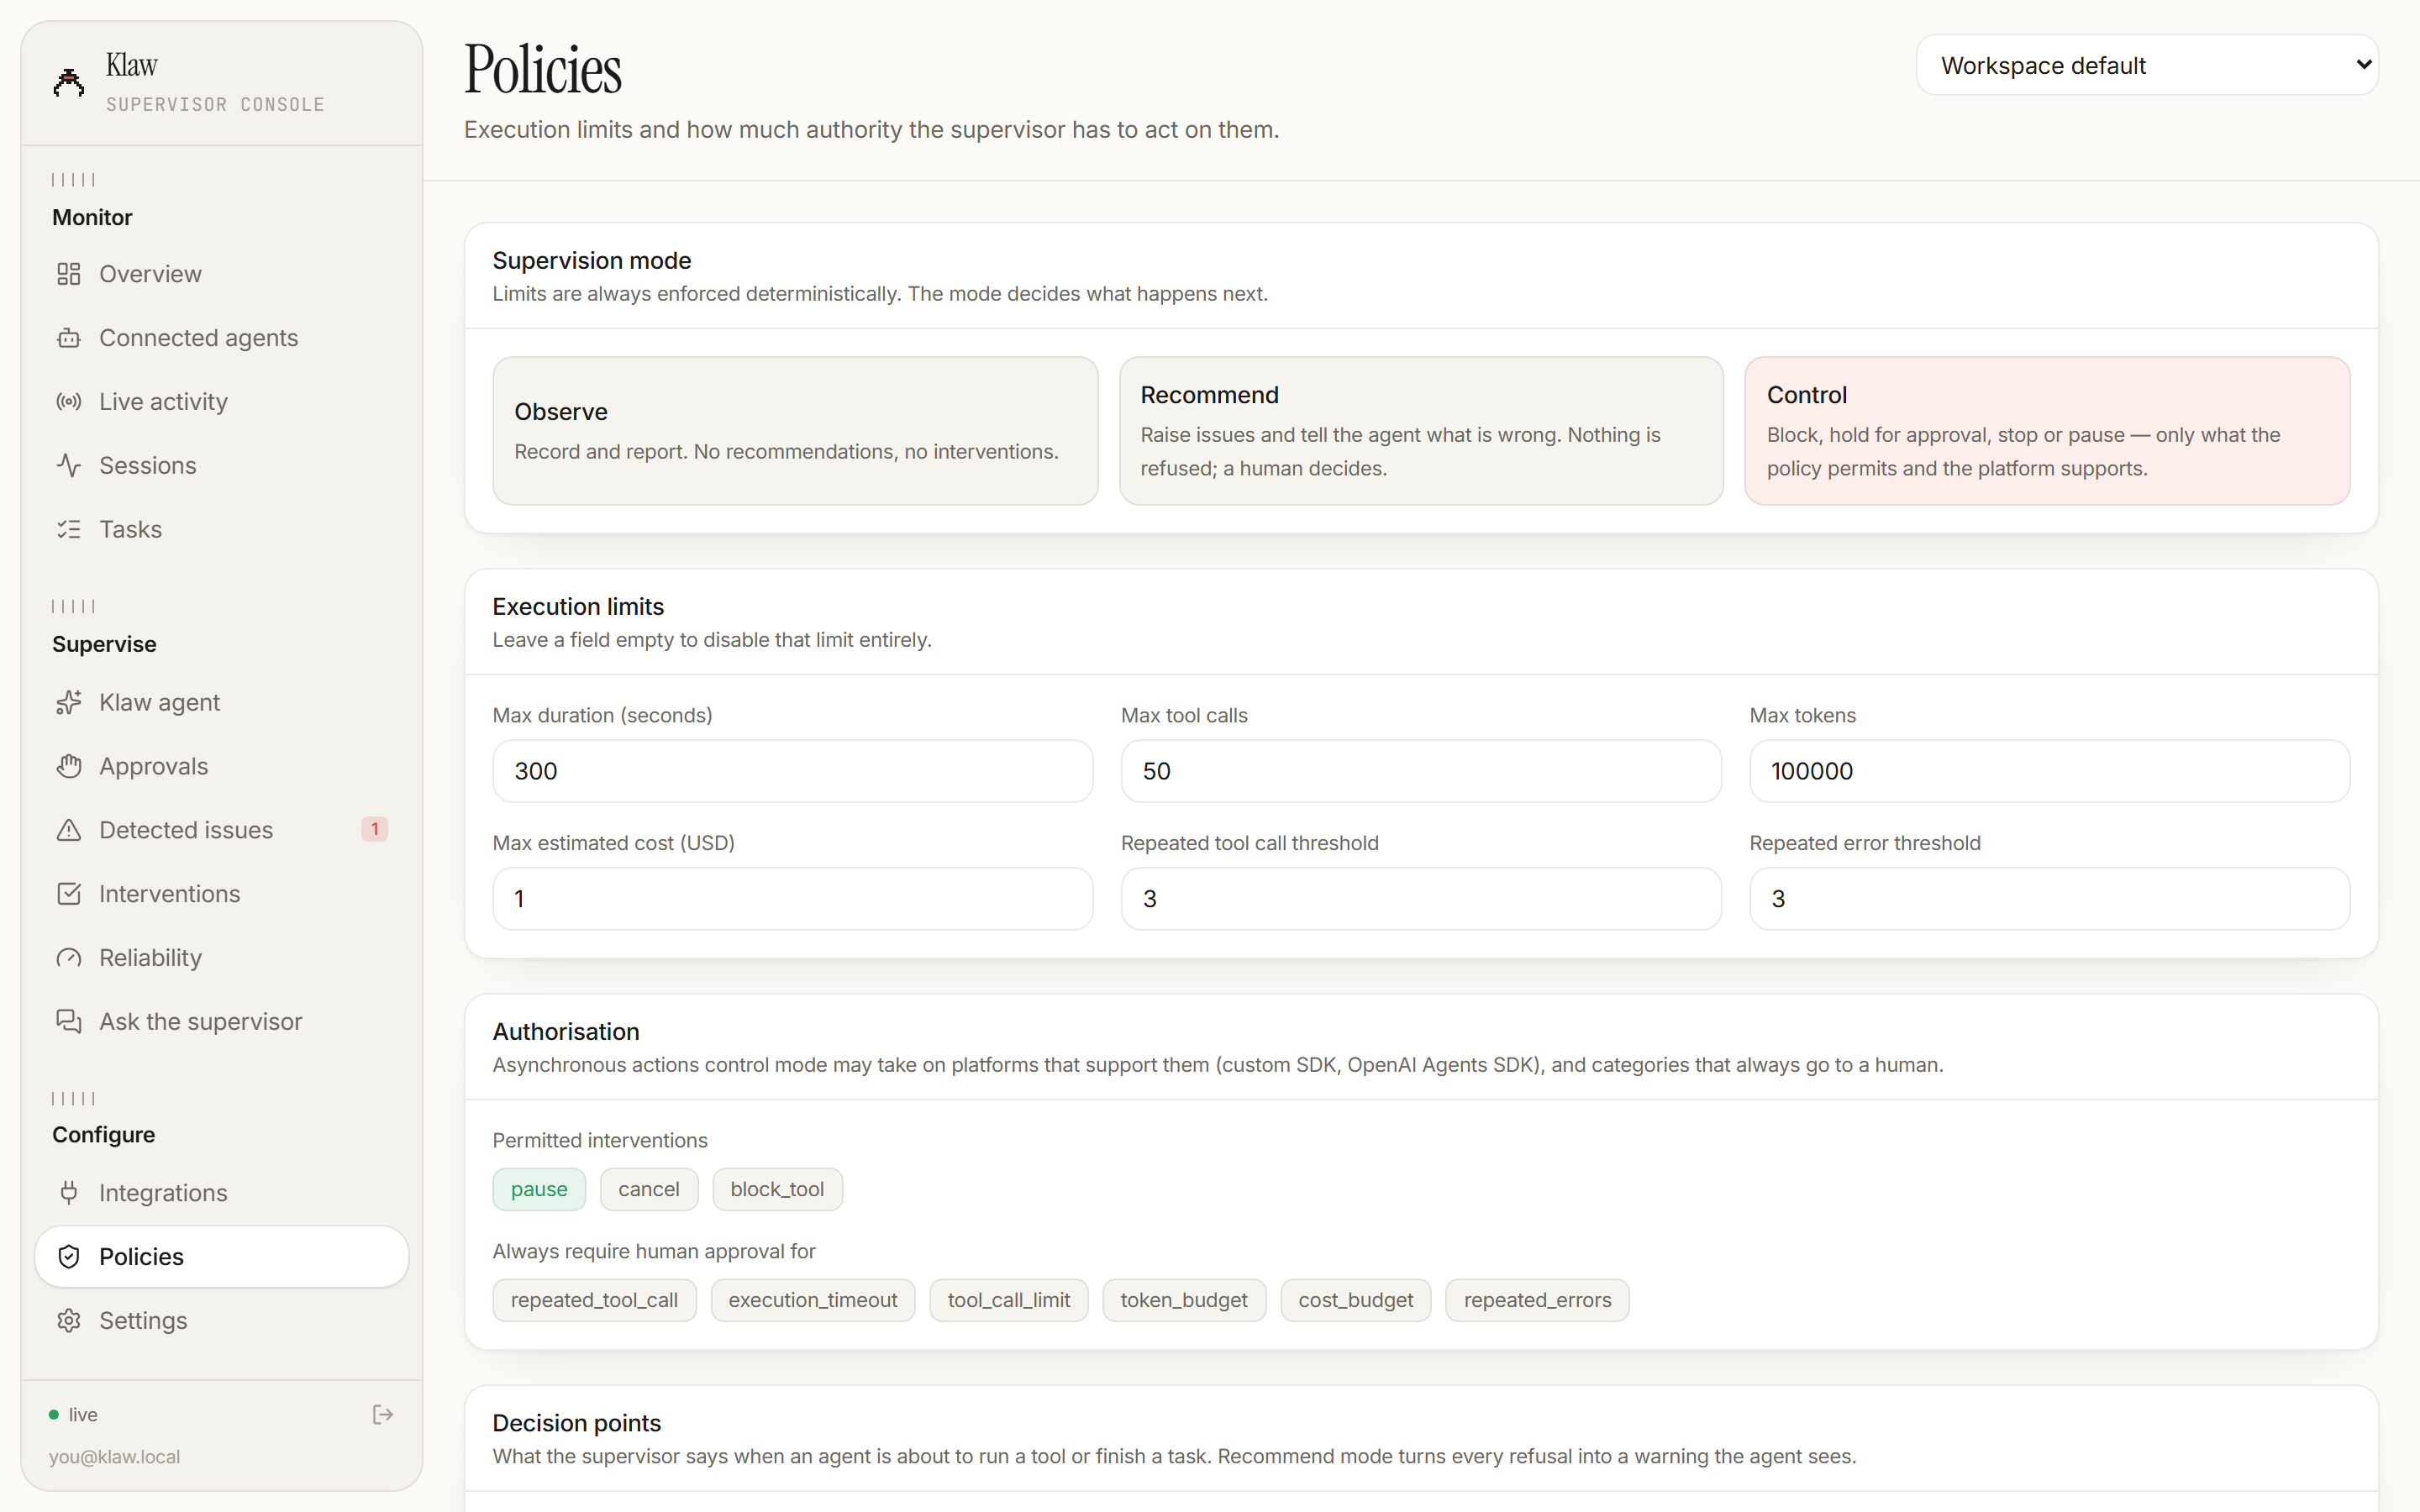 Klaw
SUPERVISOR CONSOLE
Monitor
Overview
Connected agents
Live activity
Sessions
Tasks
Supervise
Klaw agent
Approvals
Detected issues
1
Interventions
Reliability
Ask the supervisor
Configure
Integrations
Policies
Settings
live
you@klaw.local
Policies
Execution limits and how much authority the supervisor has to act on them.
Workspace default
Supervision mode
Limits are always enforced deterministically. The mode decides what happens next.
Observe
Record and report. No recommendations, no interventions.
Recommend
Raise issues and tell the agent what is wrong. Nothing is
refused; a human decides.
Control
Block, hold for approval, stop or pause — only what the
policy permits and the platform supports.
Execution limits
Leave a field empty to disable that limit entirely.
Max duration (seconds)
300
Max tool calls
50
Max tokens
100000
Max estimated cost (USD)
1
Repeated tool call threshold
3
Repeated error threshold
3
Authorisation
Asynchronous actions control mode may take on platforms that support them (custom SDK, OpenAI Agents SDK), and categories that always go to a human.
Permitted interventions
pause
cancel
block_tool
Always require human approval for
repeated_tool_call
execution_timeout
tool_call_limit
token_budget
cost_budget
repeated_errors
Decision points
What the supervisor says when an agent is about to run a tool or finish a task. Recommend mode turns every refusal into a warning the agent sees.